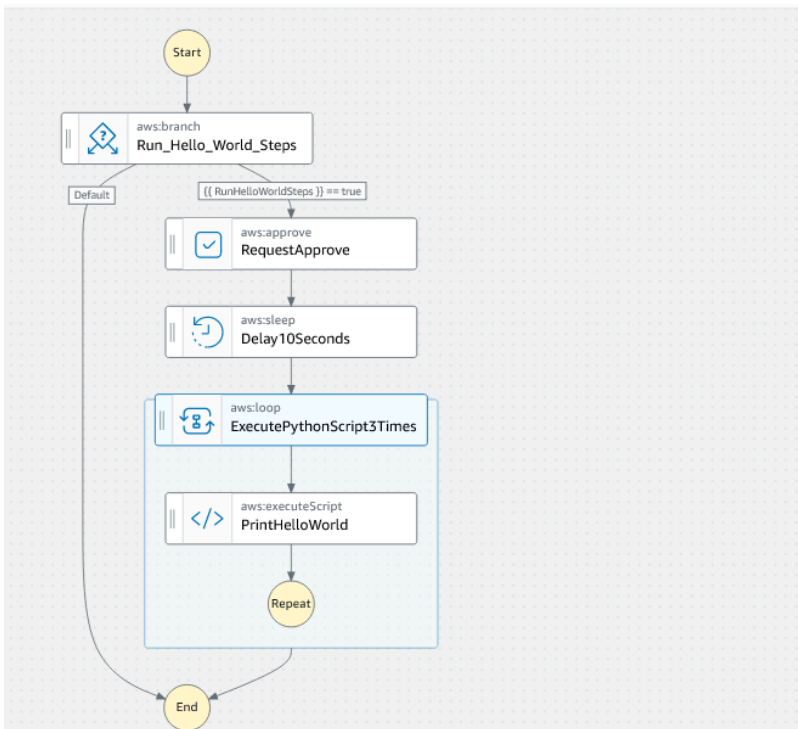 Start
aws:branch
Run_Hello_World_Steps
Default
{{ RunHelloWorldSteps }} == true
aws:approve
RequestApprove
aws:sleep
Delay10Seconds
aws:loop
ExecutePythonScript3Times
aws:executeScript
PrintHelloWorld
Repeat
End